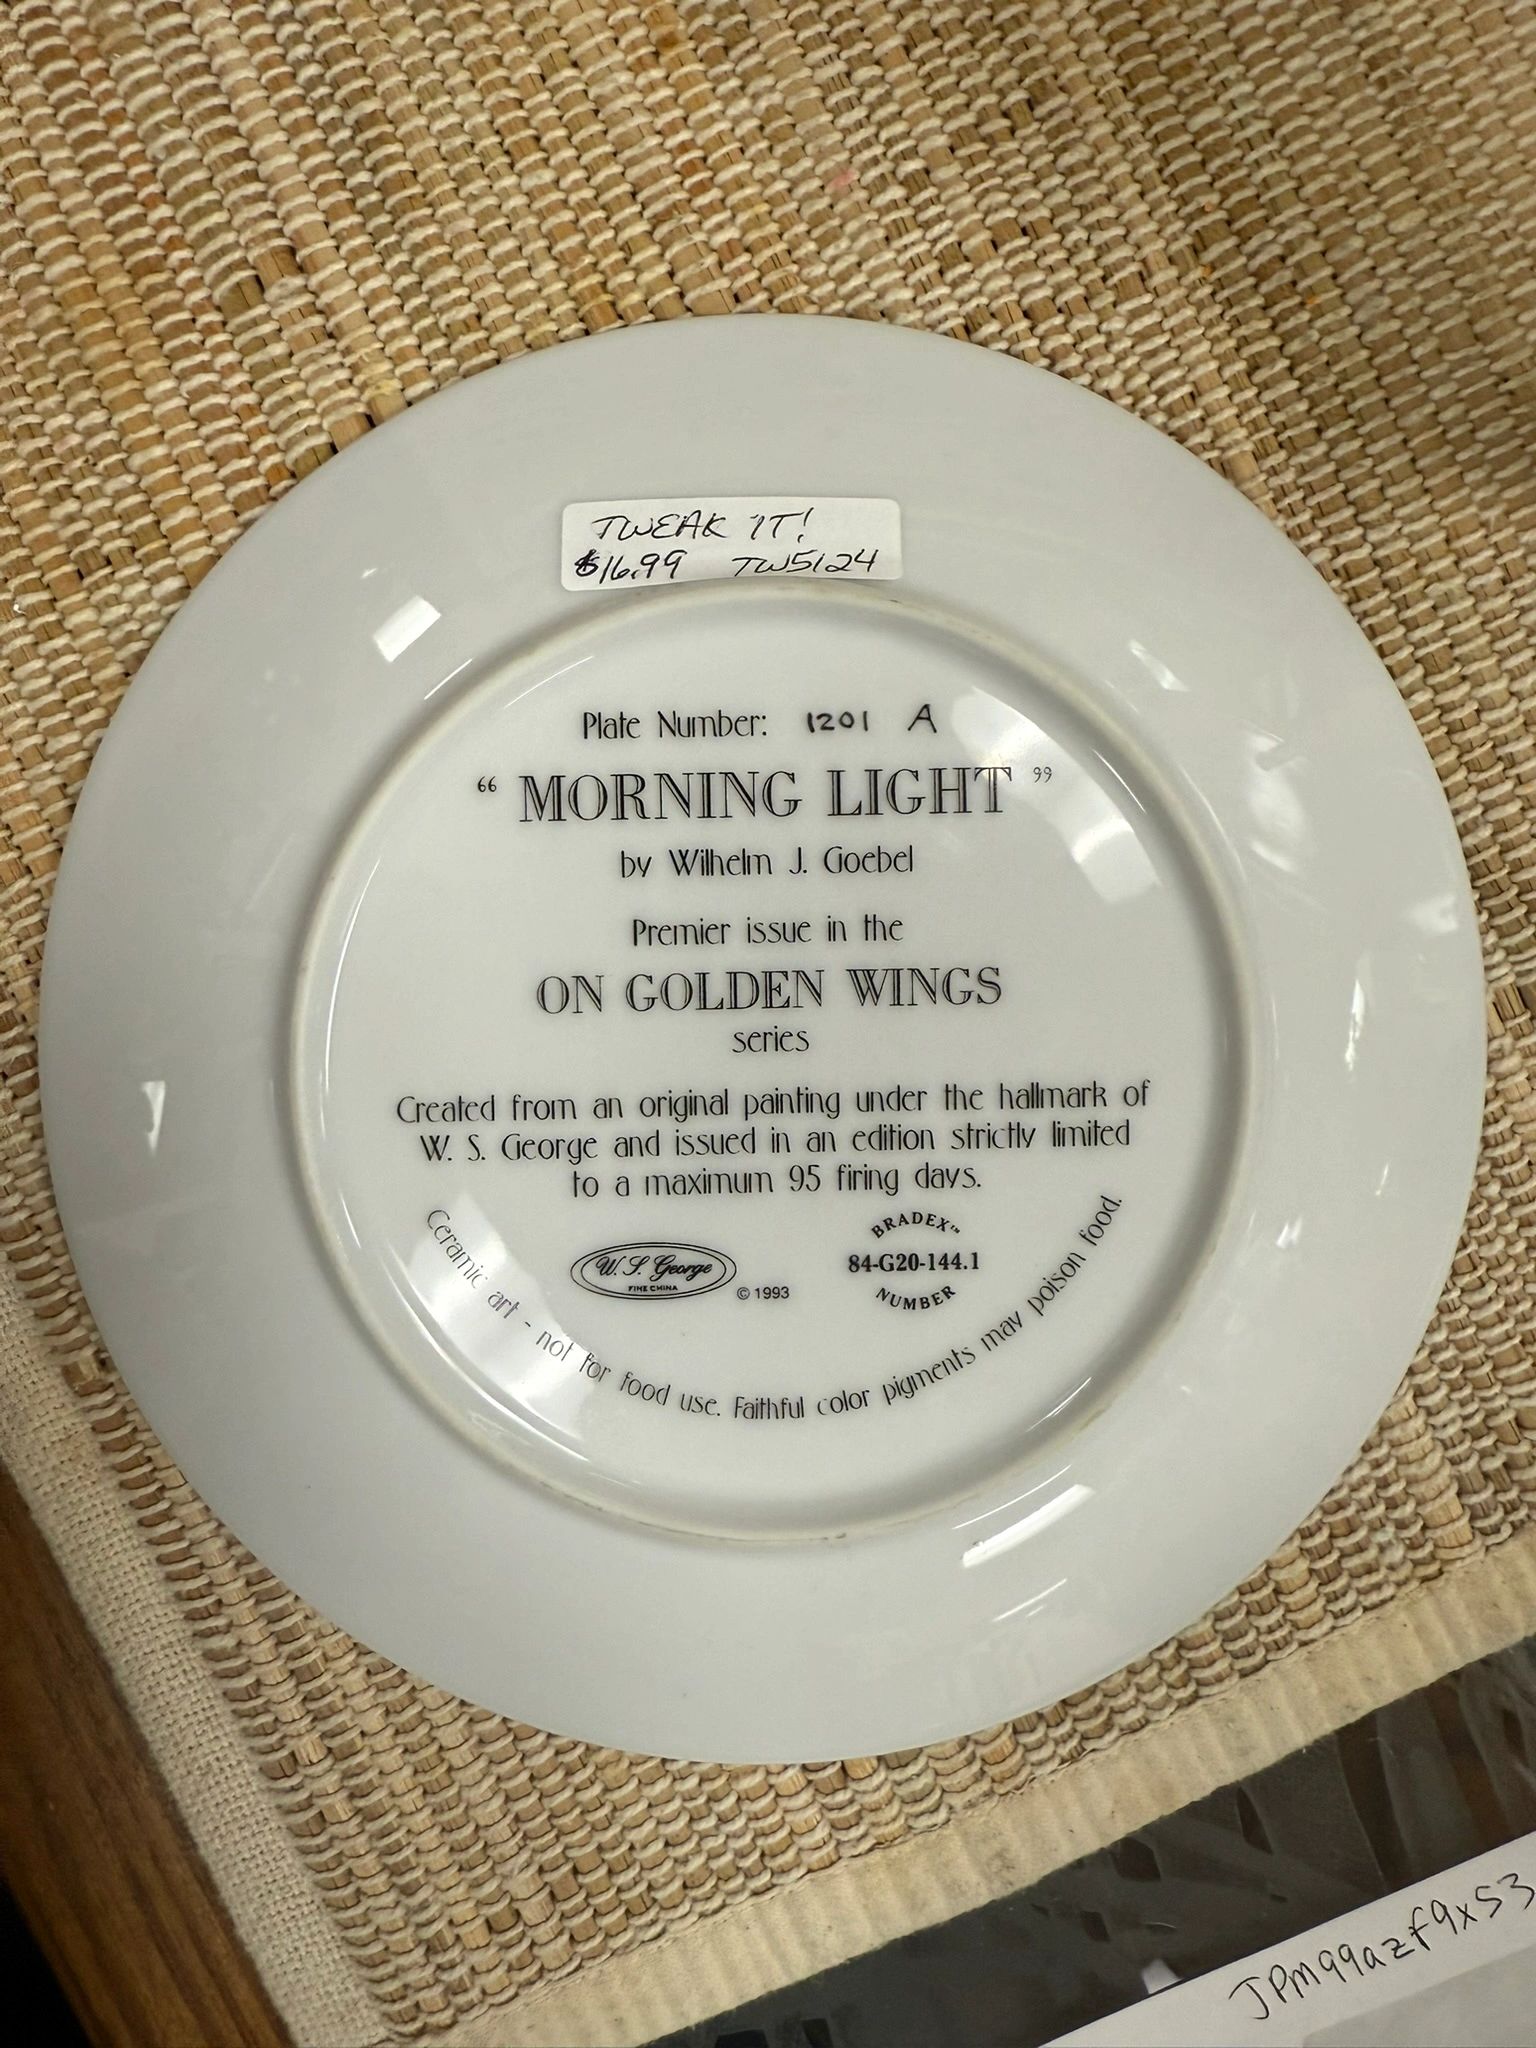 TWEAK IT!
$16.99 TW5124
Plate Number: 1201 A
“ MORNING LIGHT ”
by Wilhelm J. Goebel
Premier issue in the
ON GOLDEN WINGS
series
Created from an original painting under the hallmark of
W. S. George and issued in an edition strictly limited
to a maximum 95 firing days.
W. S. George
FINE CHINA
© 1993
BRADEX™
84-G20-144.1
NUMBER
Ceramic art - not for food use. Faithful color pigments may poison food.
JPM99azf9xS3